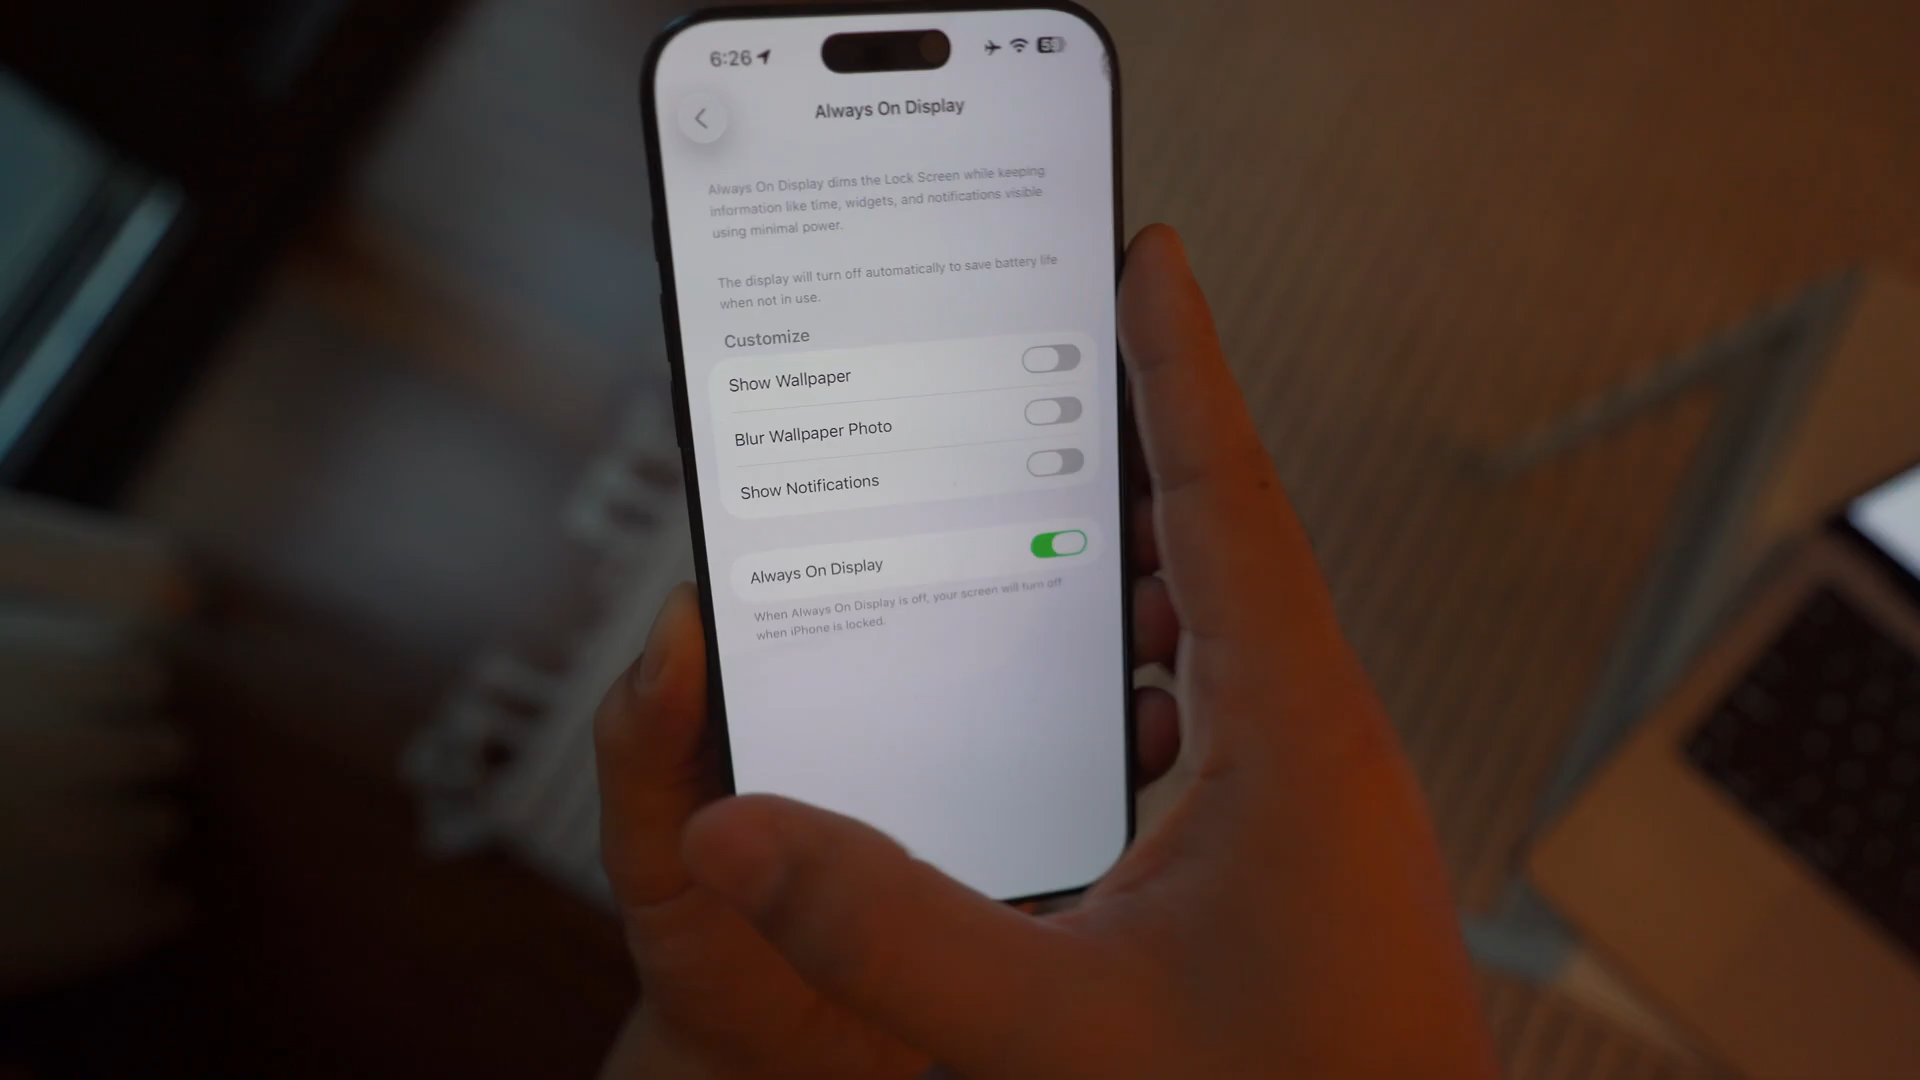 6:26
Always On Display
Always On Display dims the Lock Screen while keeping
information like time, widgets, and notifications visible
using minimal power.
The display will turn off automatically to save battery life
when not in use.
Customize
Show Wallpaper
Blur Wallpaper Photo
Show Notifications
Always On Display
When Always On Display is off, your screen will turn off
when iPhone is locked.